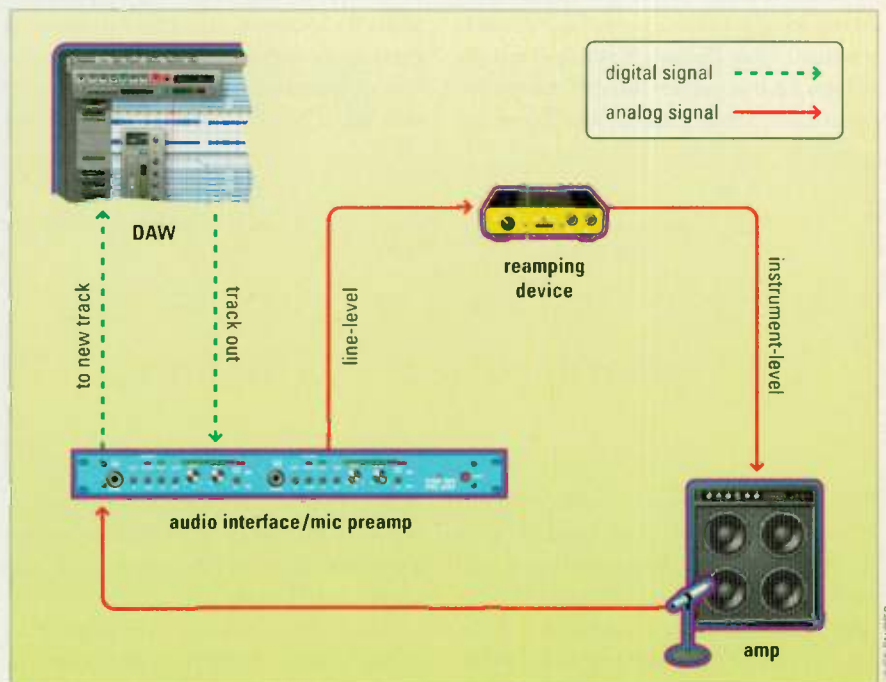 digital signal
analog signal
DAW
reamping
device
to new track
track out
line-level
instrument-level
audio interface/mic preamp
amp